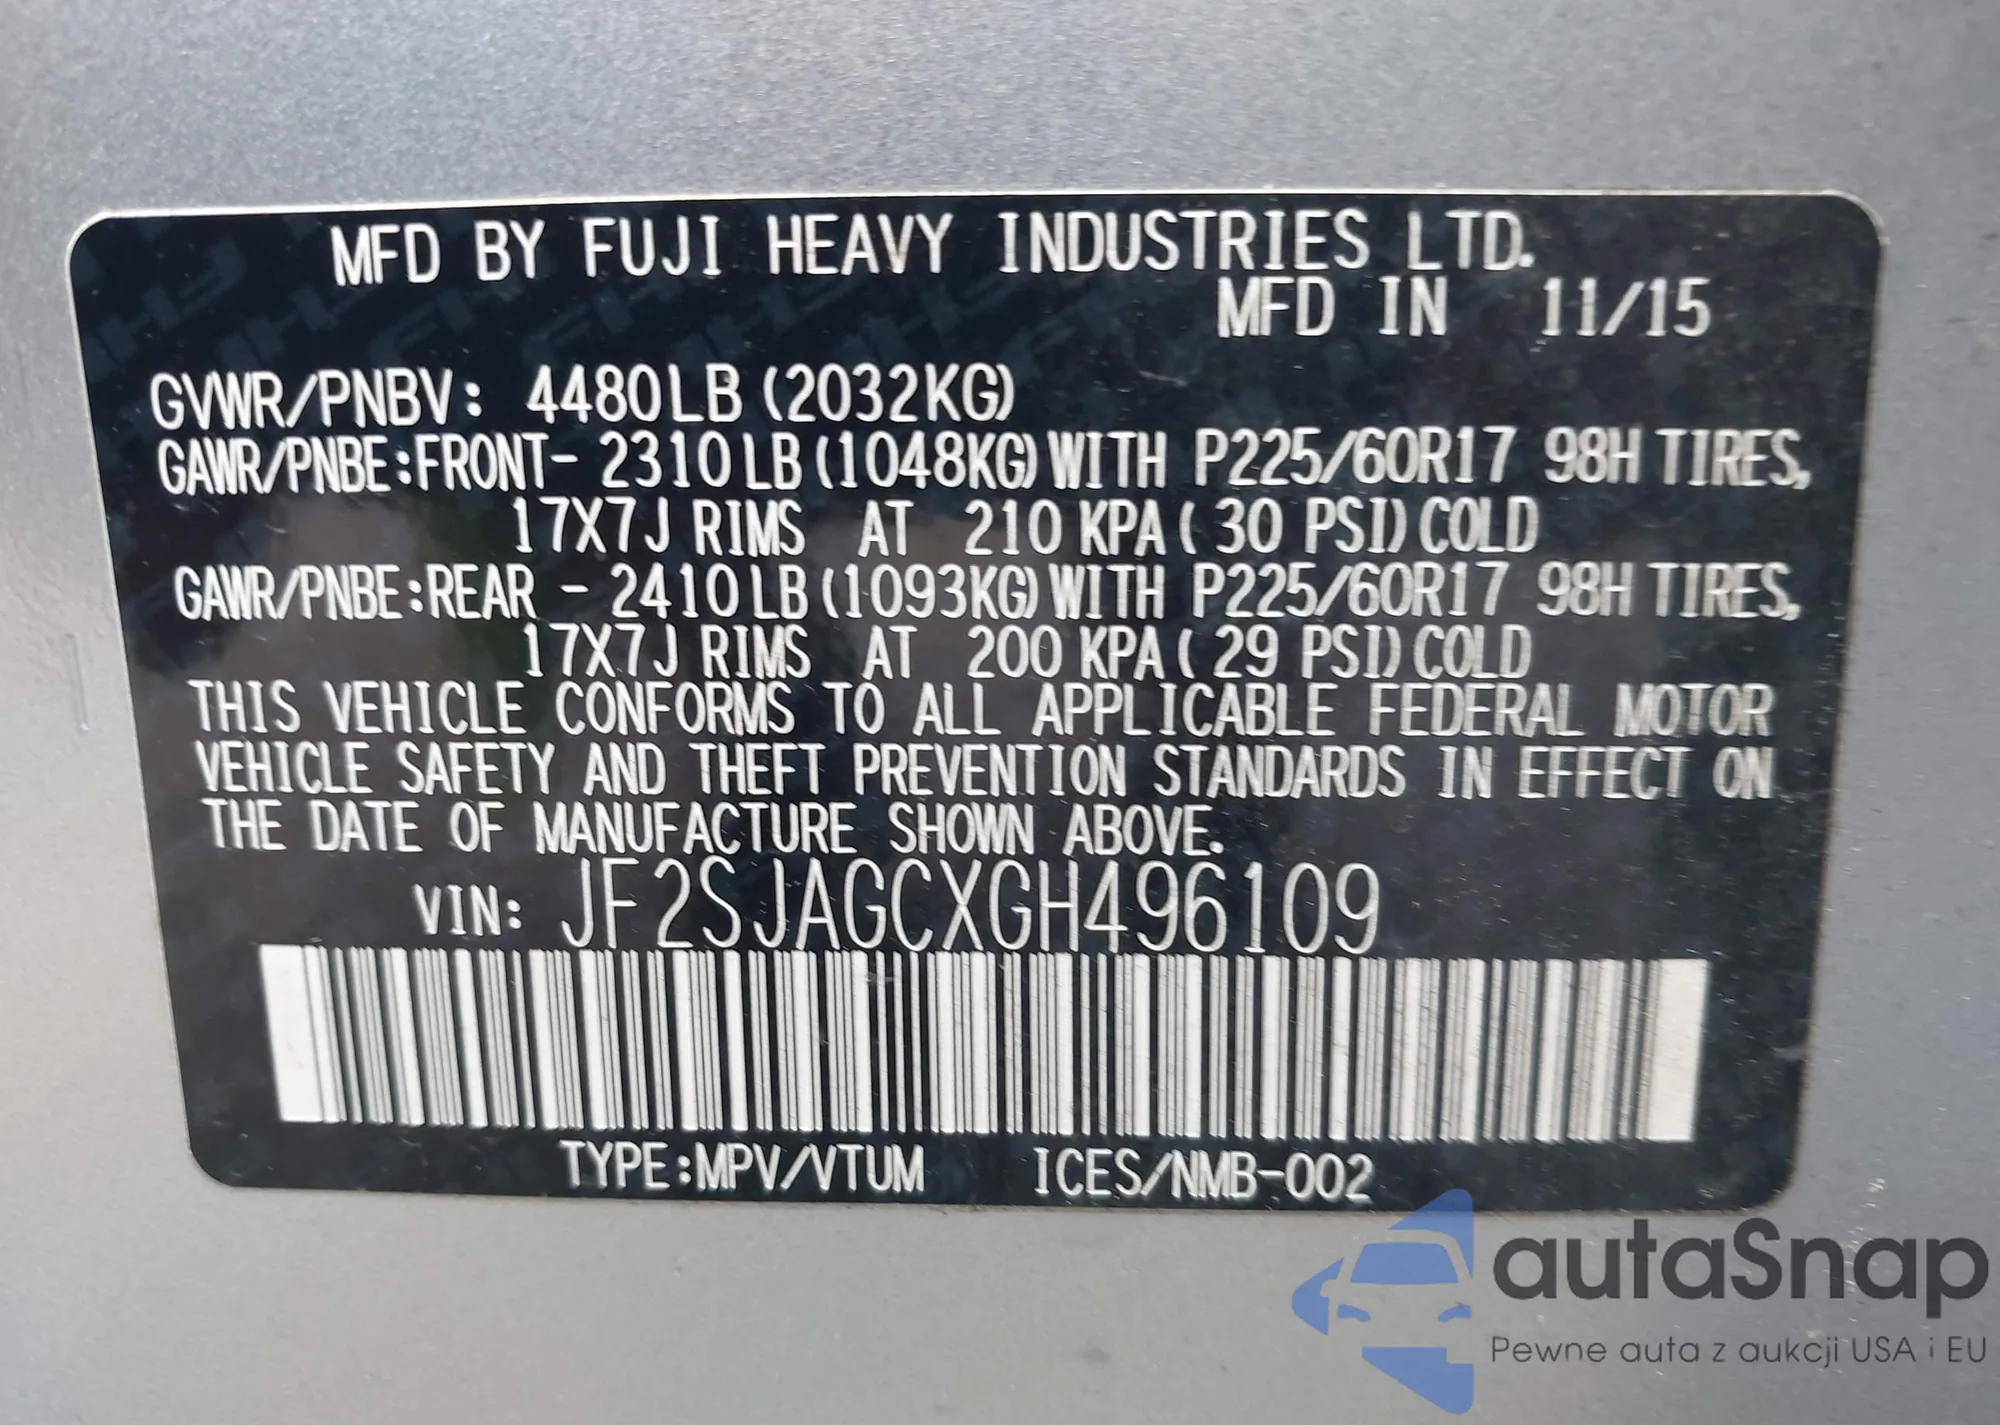 MFD BY FUJI HEAVY INDUSTRIES LTD.
MFD IN 11/15
GVWR/PNBV: 4480LB (2032KG)
GAWR/PNBE:FRONT- 2310LB(1048KG)WITH P225/60R17 98H TIRES,
17X7J RIMS AT 210 KPA( 30 PSI)COLD
GAWR/PNBE:REAR - 2410LB(1093KG)WITH P225/60R17 98H TIRES,
17X7J RIMS AT 200 KPA( 29 PSI)COLD
THIS VEHICLE CONFORMS TO ALL APPLICABLE FEDERAL MOTOR
VEHICLE SAFETY AND THEFT PREVENTION STANDARDS IN EFFECT ON
THE DATE OF MANUFACTURE SHOWN ABOVE.
VIN: JF2SJAGCXGH496109
TYPE:MPV/VTUM ICES/NMB-002
autaSnap
Pewne auta z aukcji USA i EU